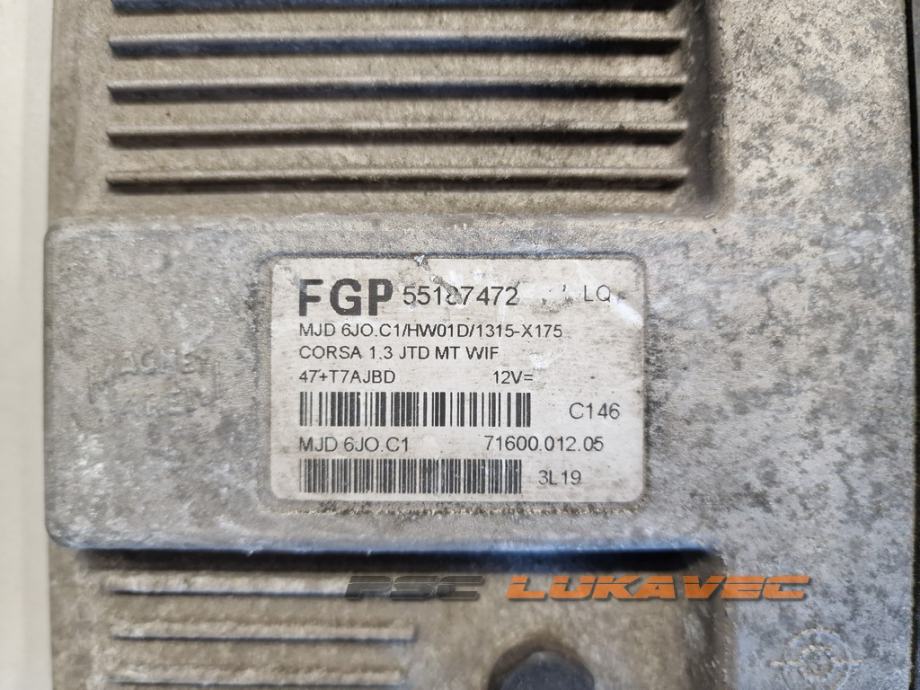 FGP 55187472 LQ
MJD 6JO.C1/HW01D/1315-X175
CORSA 1.3 JTD MT WIF
47+T7AJBD 12V=
C146
MJD 6JO.C1 71600.012.05
3L19
PSC LUKAVEC